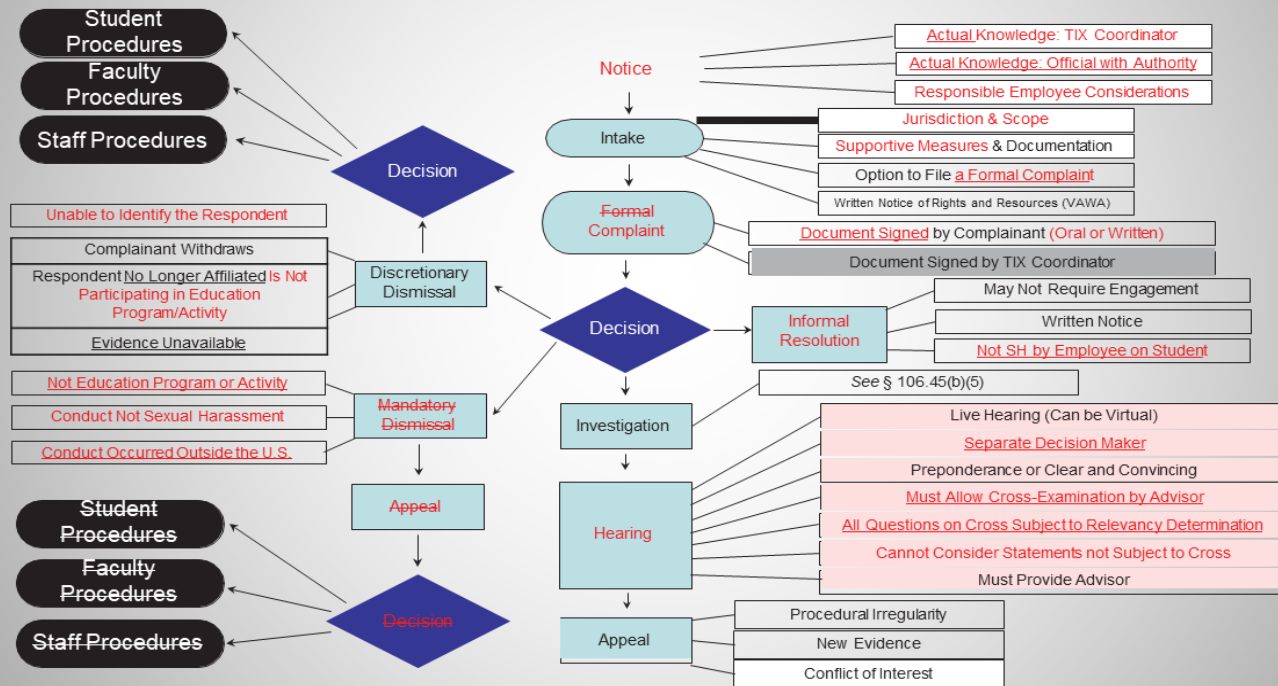 Student
Procedures
Faculty
Procedures
Staff Procedures
Decision
Notice
Actual Knowledge: TIX Coordinator
Actual Knowledge: Official with Authority
Responsible Employee Considerations
Intake
Jurisdiction & Scope
Supportive Measures & Documentation
Option to File a Formal Complaint
Written Notice of Rights and Resources (VAWA)
Formal
Complaint
Document Signed by Complainant (Oral or Written)
Document Signed by TIX Coordinator
Unable to Identify the Respondent
Complainant Withdraws
Respondent No Longer Affiliated Is Not
Participating in Education
Program/Activity
Evidence Unavailable
Discretionary
Dismissal
Decision
Informal
Resolution
May Not Require Engagement
Written Notice
Not SH by Employee on Student
Not Education Program or Activity
Conduct Not Sexual Harassment
Conduct Occurred Outside the U.S.
Mandatory
Dismissal
Investigation
See § 106.45(b)(5)
Appeal
Hearing
Live Hearing (Can be Virtual)
Separate Decision Maker
Preponderance or Clear and Convincing
Must Allow Cross-Examination by Advisor
All Questions on Cross Subject to Relevancy Determination
Cannot Consider Statements not Subject to Cross
Must Provide Advisor
Student
Procedures
Faculty
Procedures
Staff Procedures
Decision
Appeal
Procedural Irregularity
New Evidence
Conflict of Interest